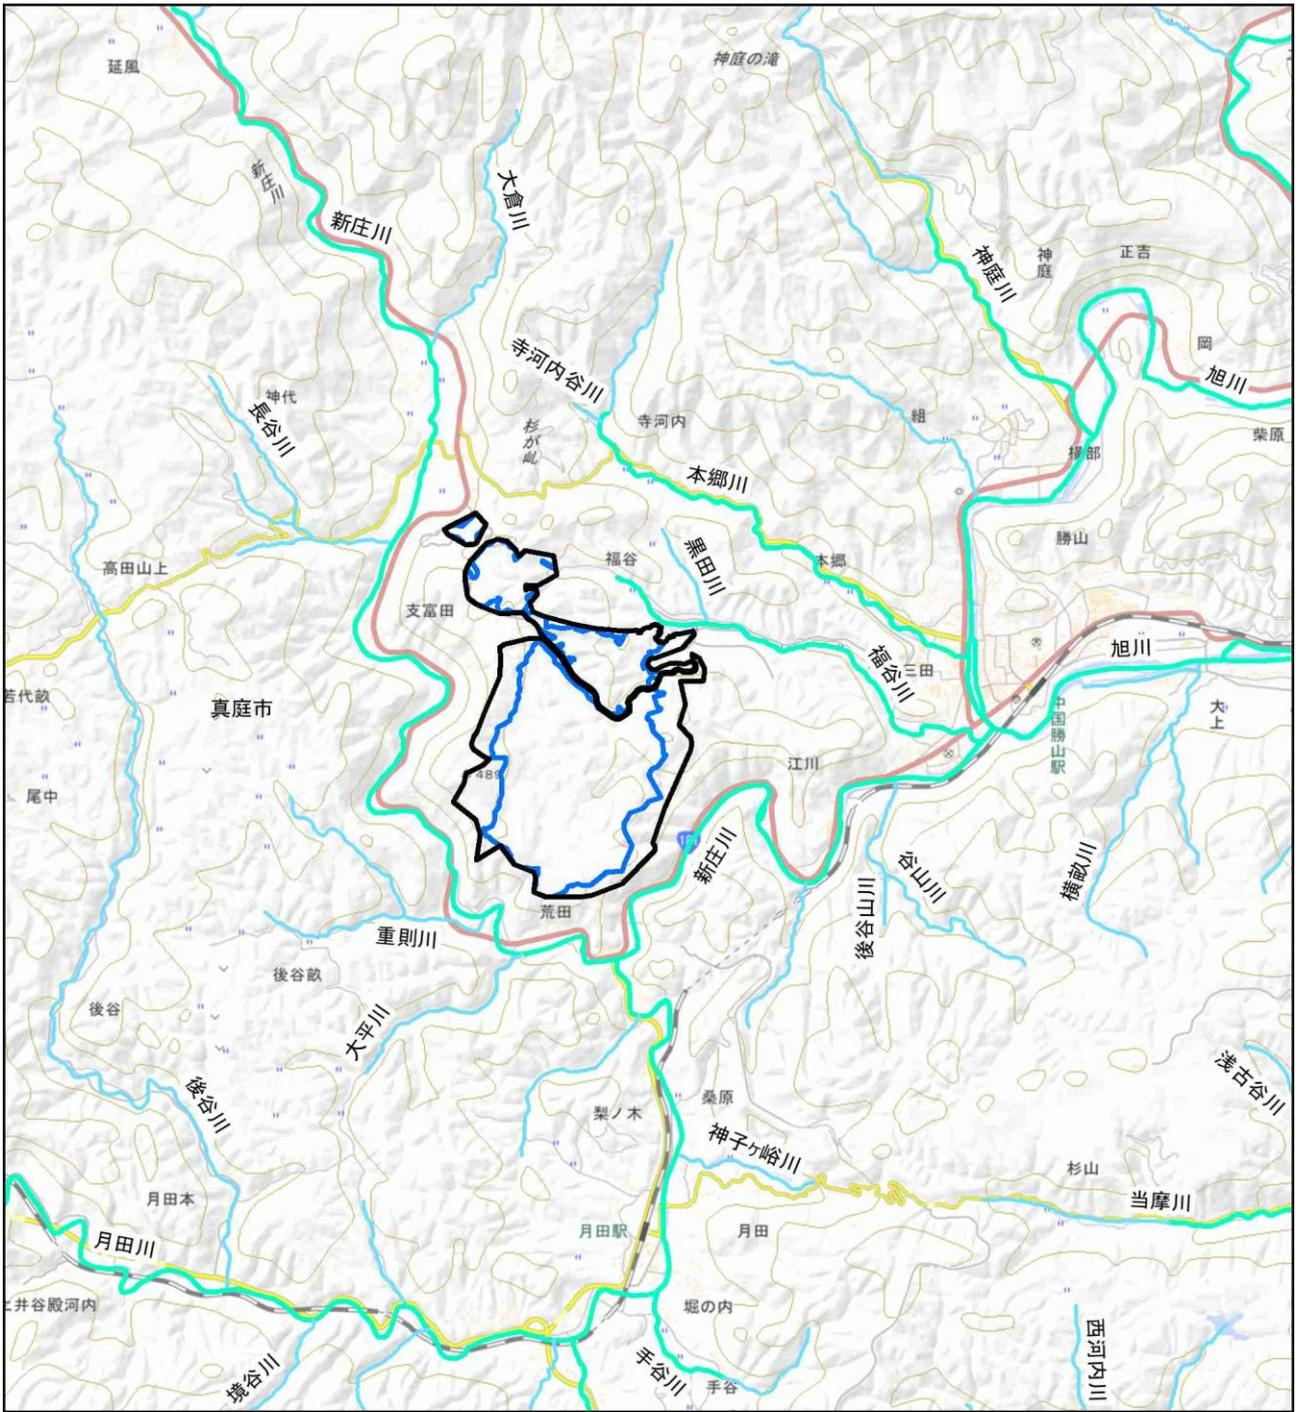 延風
神庭の滝
新庄川
大倉川
新庄川
神庭川
神庭
正吉
岡
旭川
寺河内谷川
神代
長谷川
杉が乢
寺河内
組
柴原
横部
本郷川
勝山
高田山上
福谷
黒田川
本郷
支富田
旭川
三田
福谷川
若代畝
真庭市
大上
中国勝山駅
江川
489
尾中
181
新庄川
谷山川
横畝川
後谷山川
荒田
重則川
後谷畝
後谷
大平川
浅古谷川
後谷川
桑原
梨ノ木
神子ヶ峪川
杉山
当摩川
月田本
月田駅
月田
月田川
上井谷殿河内
堀の内
西河内川
境谷川
手谷川
手谷